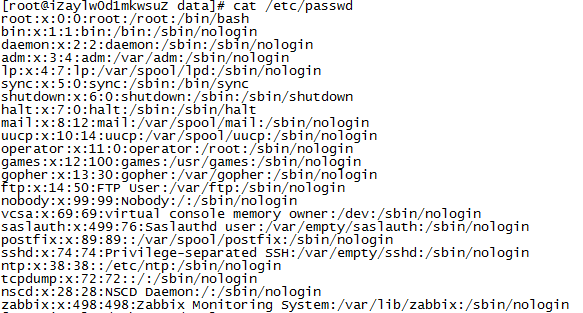 [root@iZaylw0d1mkwsuZ data]# cat /etc/passwd
root:x:0:0:root:/root:/bin/bash
bin:x:1:1:bin:/bin:/sbin/nologin
daemon:x:2:2:daemon:/sbin:/sbin/nologin
adm:x:3:4:adm:/var/adm:/sbin/nologin
lp:x:4:7:lp:/var/spool/lpd:/sbin/nologin
sync:x:5:0:sync:/sbin:/bin/sync
shutdown:x:6:0:shutdown:/sbin:/sbin/shutdown
halt:x:7:0:halt:/sbin:/sbin/halt
mail:x:8:12:mail:/var/spool/mail:/sbin/nologin
uucp:x:10:14:uucp:/var/spool/uucp:/sbin/nologin
operator:x:11:0:operator:/root:/sbin/nologin
games:x:12:100:games:/usr/games:/sbin/nologin
gopher:x:13:30:gopher:/var/gopher:/sbin/nologin
ftp:x:14:50:FTP User:/var/ftp:/sbin/nologin
nobody:x:99:99:Nobody:/:/sbin/nologin
vcsa:x:69:69:virtual console memory owner:/dev:/sbin/nologin
saslauth:x:499:76:Saslauthd user:/var/empty/saslauth:/sbin/nologin
postfix:x:89:89::/var/spool/postfix:/sbin/nologin
sshd:x:74:74:Privilege-separated SSH:/var/empty/sshd:/sbin/nologin
ntp:x:38:38::/etc/ntp:/sbin/nologin
tcpdump:x:72:72::/:/sbin/nologin
nscd:x:28:28:NSCD Daemon:/:/sbin/nologin
zabbix:x:498:498:Zabbix Monitoring System:/var/lib/zabbix:/sbin/nologin